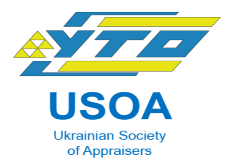 УТО
USOA
Ukrainian Society
of Appraisers